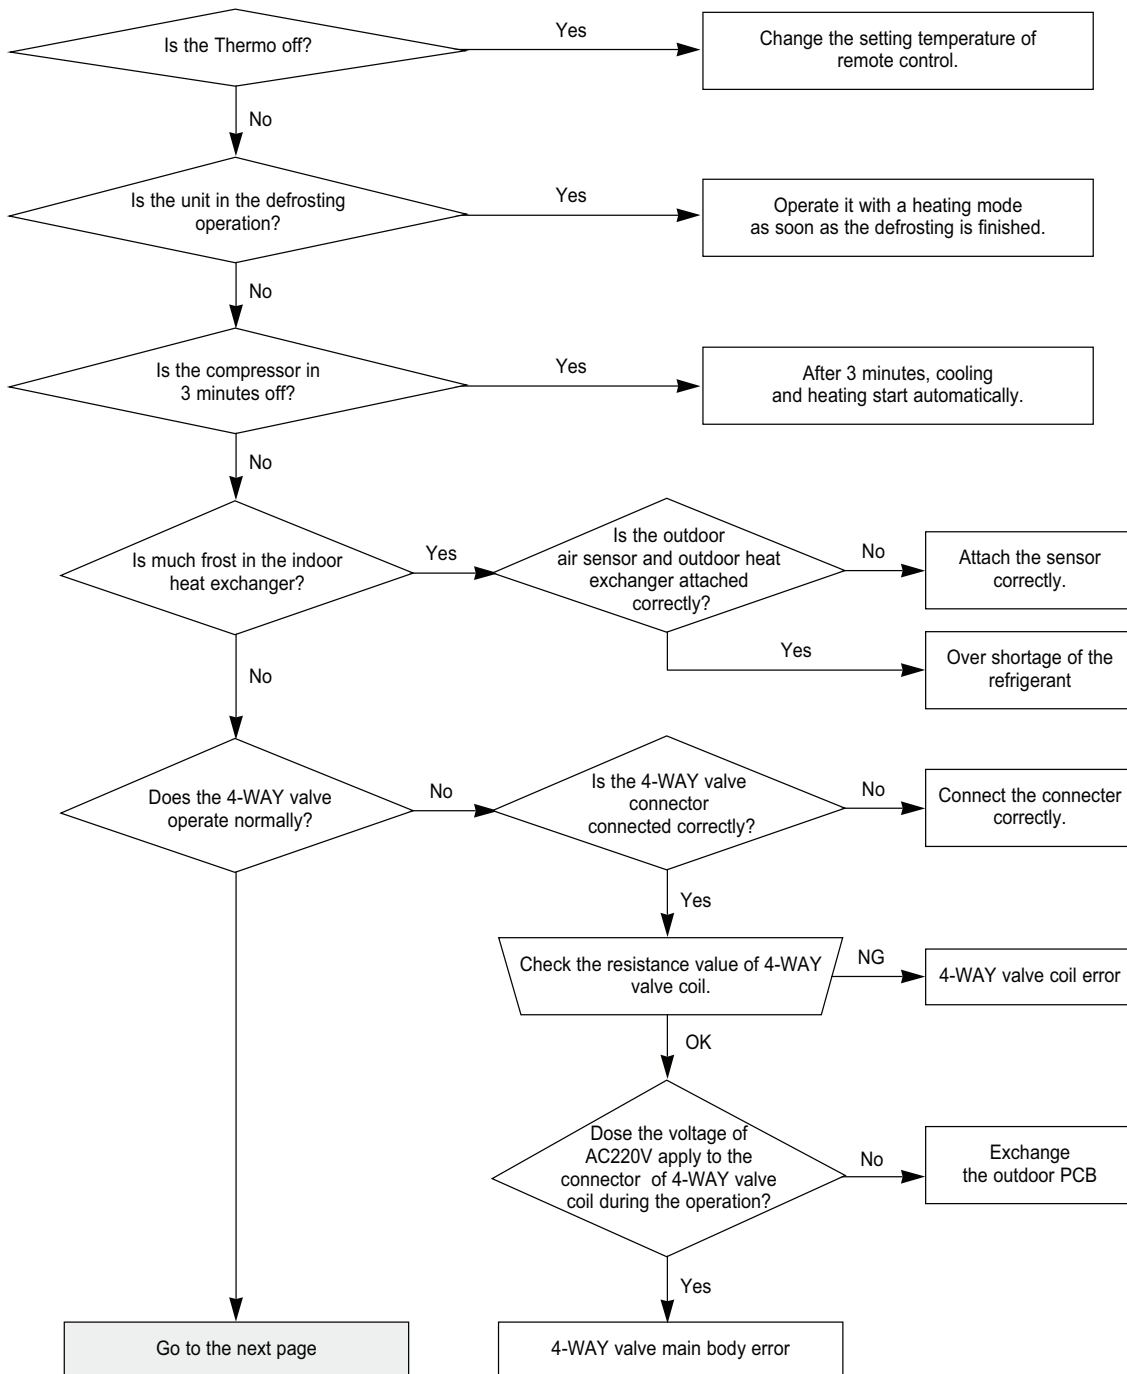 Is the Thermo off?
Yes
Change the setting temperature of
remote control.
No
Is the unit in the defrosting
operation?
Yes
Operate it with a heating mode
as soon as the defrosting is finished.
No
Is the compressor in
3 minutes off?
Yes
After 3 minutes, cooling
and heating start automatically.
No
Is much frost in the indoor
heat exchanger?
Yes
Is the outdoor
air sensor and outdoor heat
exchanger attached
correctly?
No
Attach the sensor
correctly.
Yes
Over shortage of the
refrigerant
No
Does the 4-WAY valve
operate normally?
No
Is the 4-WAY valve
connector
connected correctly?
No
Connect the connecter
correctly.
Yes
Check the resistance value of 4-WAY
valve coil.
NG
4-WAY valve coil error
OK
Dose the voltage of
AC220V apply to the
connector of 4-WAY valve
coil during the operation?
No
Exchange
the outdoor PCB
Yes
Go to the next page
4-WAY valve main body error